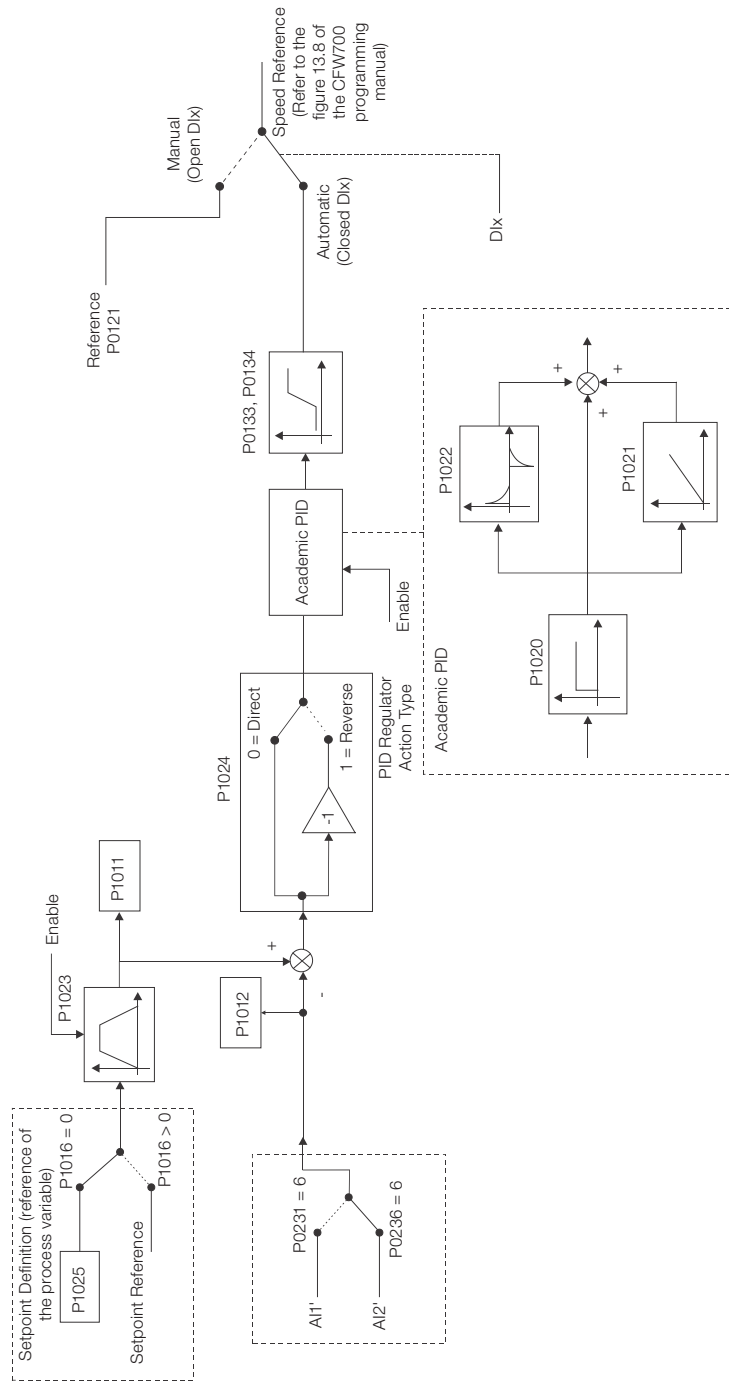 Setpoint Definition (reference of
the process variable)
P1025
P1016 = 0
P1016 > 0
Setpoint Reference
P1023
Enable
P1011
AI1'
AI2'
P0231 = 6
P0236 = 6
P1012
+
-
P1024
0 = Direct
1 = Reverse
-1
PID Regulator
Action Type
Academic PID
Enable
P0133, P0134
Reference
P0121
Manual
(Open DIx)
Automatic
(Closed DIx)
Speed Reference
(Refer to the
figure 13.8 of
the CFW700
programming
manual)
DIx
Academic PID
P1020
P1022
P1021
+
+
+